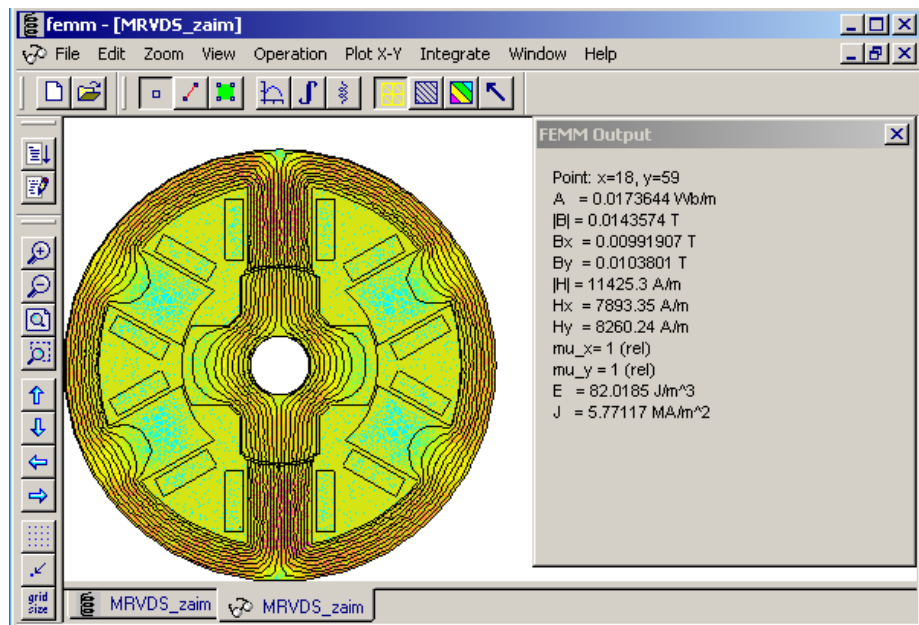 femm - [MRVDS_zaim]
File Edit Zoom View Operation Plot X-Y Integrate Window Help
FEMM Output
Point: x=18, y=59
A = 0.0173644 Wb/m
|B| = 0.0143574 T
Bx = 0.00991907 T
By = 0.0103801 T
|H| = 11425.3 A/m
Hx = 7893.35 A/m
Hy = 8260.24 A/m
mu_x= 1 (rel)
mu_y = 1 (rel)
E = 82.0185 J/m^3
J = 5.77117 MA/m^2
grid
size
MRVDS_zaim MRVDS_zaim